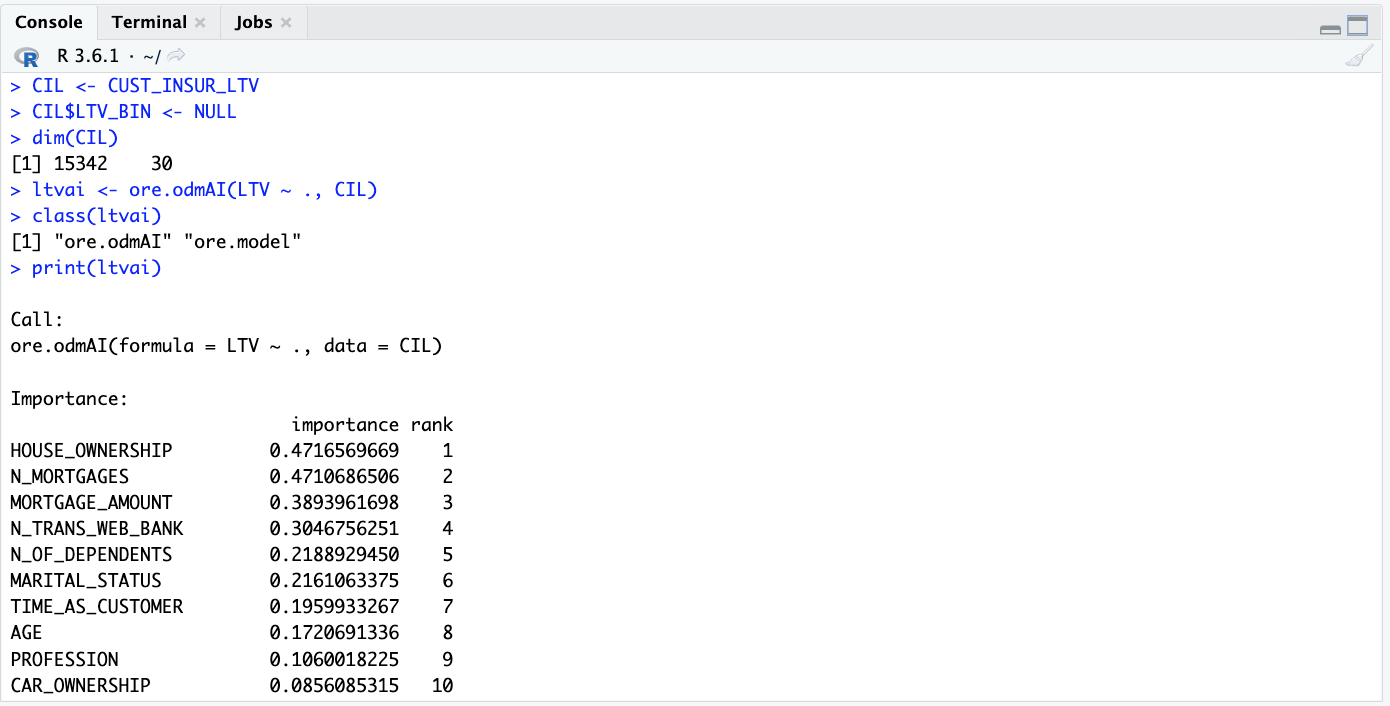 Console Terminal × Jobs ×
R R 3.6.1 · ~/
> CIL <- CUST_INSUR_LTV
> CIL$LTV_BIN <- NULL
> dim(CIL)
[1] 15342    30
> ltvai <- ore.odmAI(LTV ~ ., CIL)
> class(ltvai)
[1] "ore.odmAI" "ore.model"
> print(ltvai)
Call:
ore.odmAI(formula = LTV ~ ., data = CIL)
Importance:
                          importance rank
HOUSE_OWNERSHIP         0.4716569669    1
N_MORTGAGES             0.4710686506    2
MORTGAGE_AMOUNT         0.3893961698    3
N_TRANS_WEB_BANK        0.3046756251    4
N_OF_DEPENDENTS         0.2188929450    5
MARITAL_STATUS          0.2161063375    6
TIME_AS_CUSTOMER        0.1959933267    7
AGE                     0.1720691336    8
PROFESSION              0.1060018225    9
CAR_OWNERSHIP           0.0856085315   10